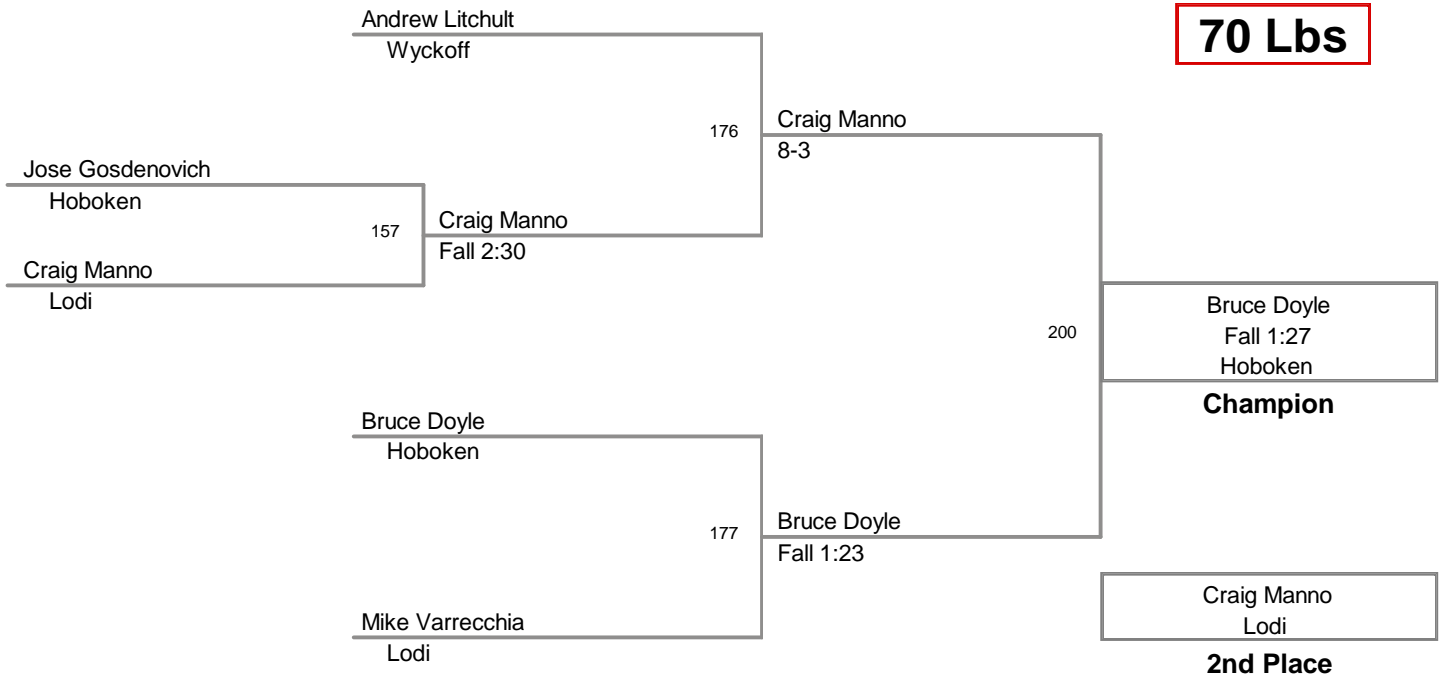 70 Lbs
Andrew Litchult
Wyckoff
176
Craig Manno
8-3
Jose Gosdenovich
Hoboken
157
Craig Manno
Fall 2:30
Craig Manno
Lodi
200
Bruce Doyle
Fall 1:27
Hoboken
Champion
Bruce Doyle
Hoboken
177
Bruce Doyle
Fall 1:23
Mike Varrecchia
Lodi
Craig Manno
Lodi
2nd Place